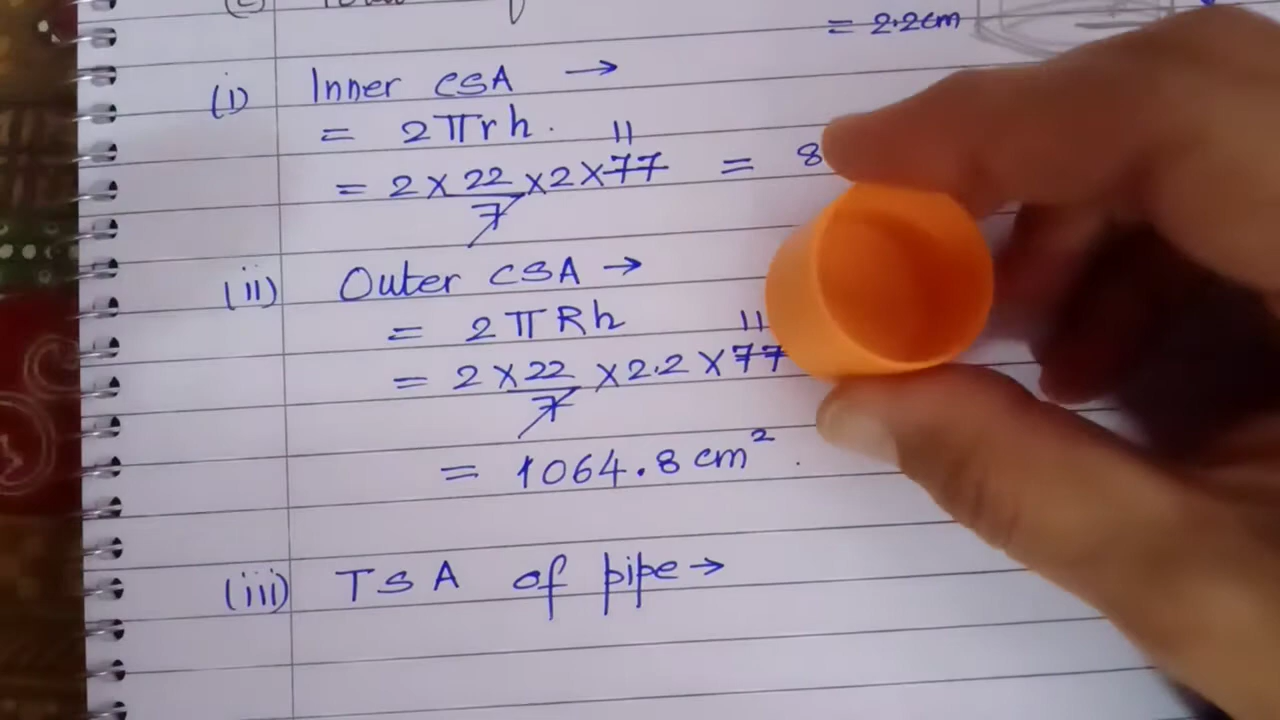 = 2.2cm
(i) Inner CSA →
= 2πrh.
11
= 2 × 22/7 × 2 × 77 = 8
(ii) Outer CSA →
= 2πRh
11
= 2 × 22/7 × 2.2 × 77
= 1064.8 cm².
(iii) TSA of pipe →